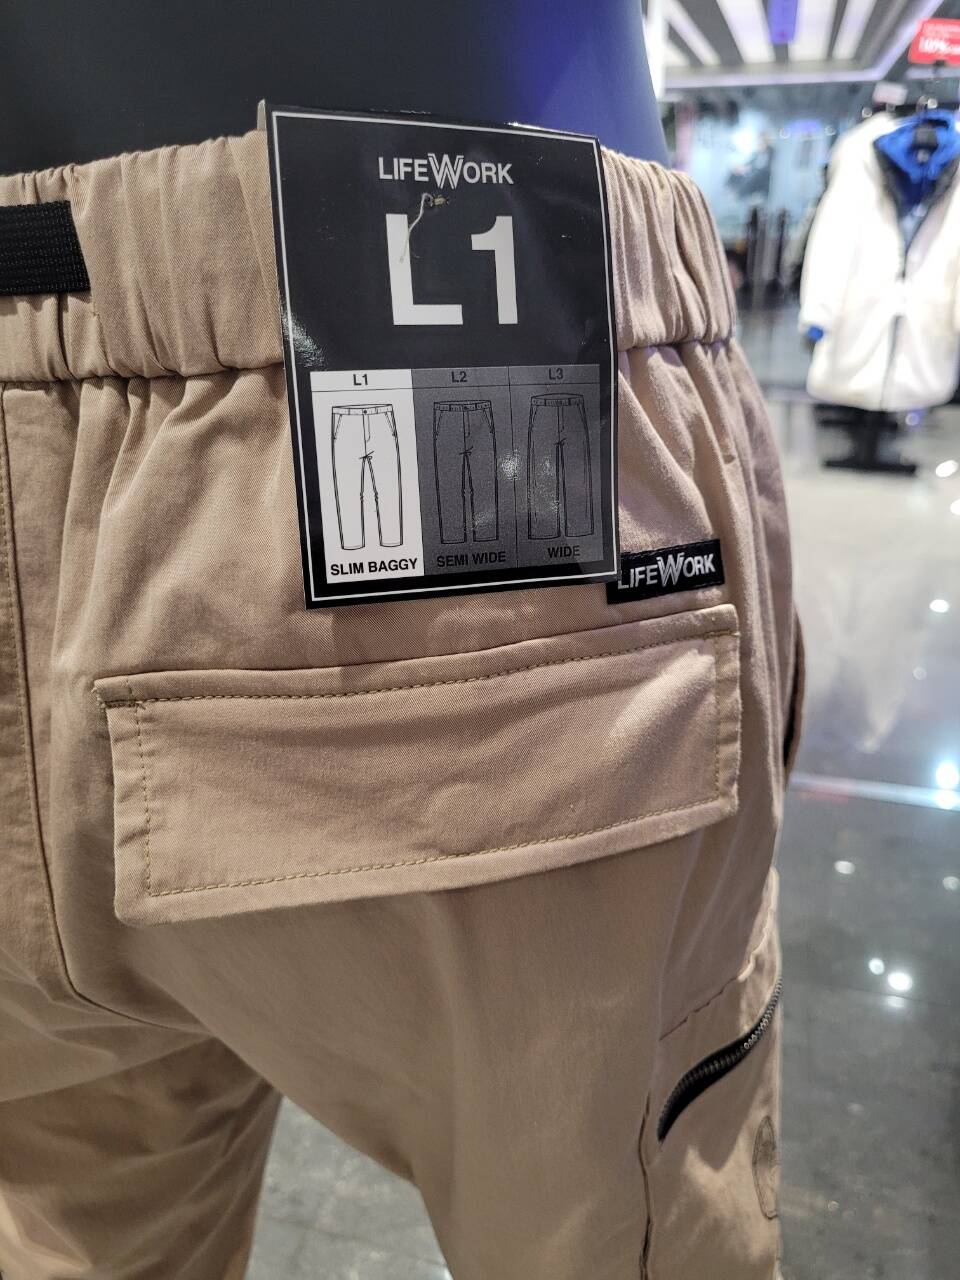 LIFEWORK
L1
L1 L2 L3
SLIM BAGGY SEMI WIDE WIDE
LIFEWORK